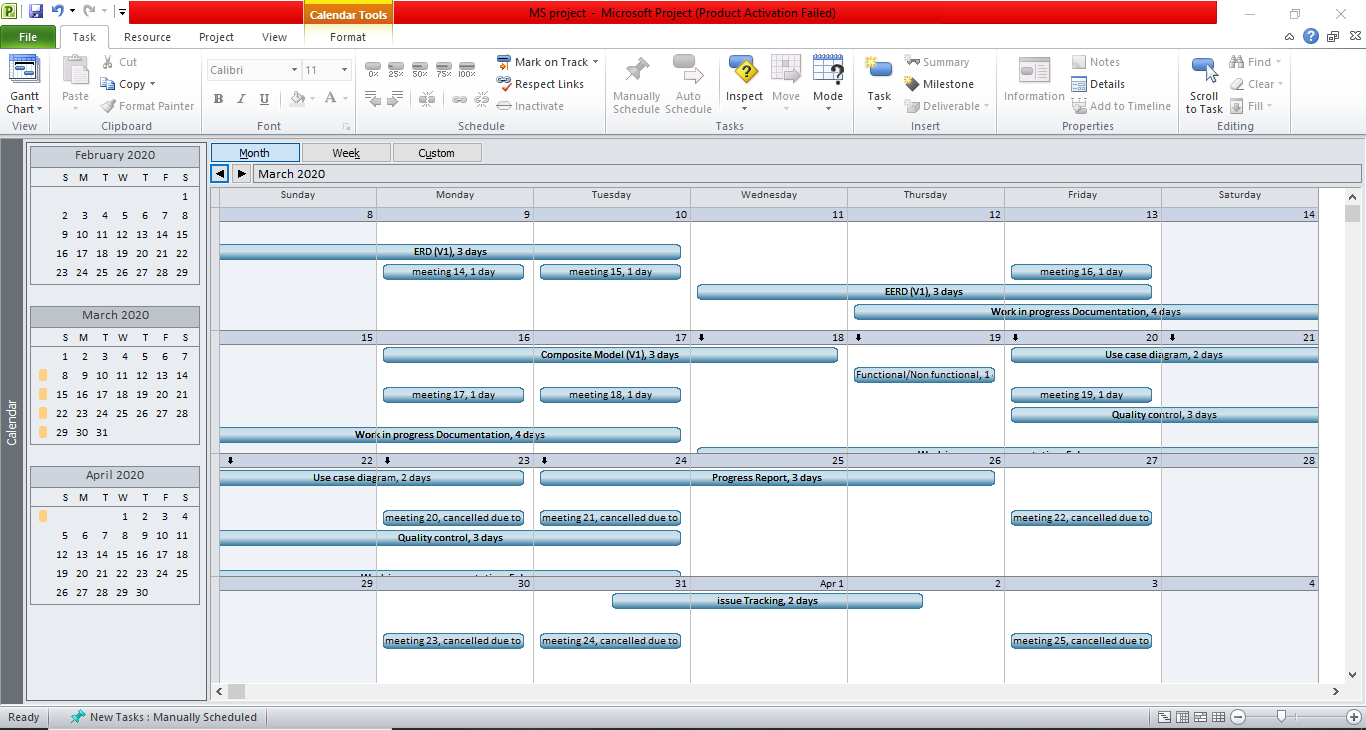 MS project - Microsoft Project (Product Activation Failed)
Calendar Tools
File Task Resource Project View Format
Gantt Chart
View
Paste
Cut
Copy
Format Painter
Clipboard
Calibri 11
B I U A
Font
0% 25% 50% 75% 100%
Mark on Track
Respect Links
Inactivate
Schedule
Manually Schedule
Auto Schedule
Inspect
Move
Mode
Tasks
Task
Summary
Milestone
Deliverable
Insert
Information
Notes
Details
Add to Timeline
Properties
Scroll to Task
Find
Clear
Fill
Editing
Calendar
February 2020
S M T W T F S
1
2 3 4 5 6 7 8
9 10 11 12 13 14 15
16 17 18 19 20 21 22
23 24 25 26 27 28 29
March 2020
S M T W T F S
1 2 3 4 5 6 7
8 9 10 11 12 13 14
15 16 17 18 19 20 21
22 23 24 25 26 27 28
29 30 31
April 2020
S M T W T F S
1 2 3 4
5 6 7 8 9 10 11
12 13 14 15 16 17 18
19 20 21 22 23 24 25
26 27 28 29 30
Month Week Custom
March 2020
Sunday Monday Tuesday Wednesday Thursday Friday Saturday
8 9 10 11 12 13 14
ERD (V1), 3 days
meeting 14, 1 day meeting 15, 1 day meeting 16, 1 day
EERD (V1), 3 days
Work in progress Documentation, 4 days
15 16 17 18 19 20 21
Composite Model (V1), 3 days Use case diagram, 2 days
Functional/Non functional, 1
meeting 17, 1 day meeting 18, 1 day meeting 19, 1 day
Quality control, 3 days
Work in progress Documentation, 4 days
22 23 24 25 26 27 28
Use case diagram, 2 days Progress Report, 3 days
meeting 20, cancelled due to meeting 21, cancelled due to meeting 22, cancelled due to
Quality control, 3 days
29 30 31 Apr 1 2 3 4
issue Tracking, 2 days
meeting 23, cancelled due to meeting 24, cancelled due to meeting 25, cancelled due to
Ready New Tasks : Manually Scheduled